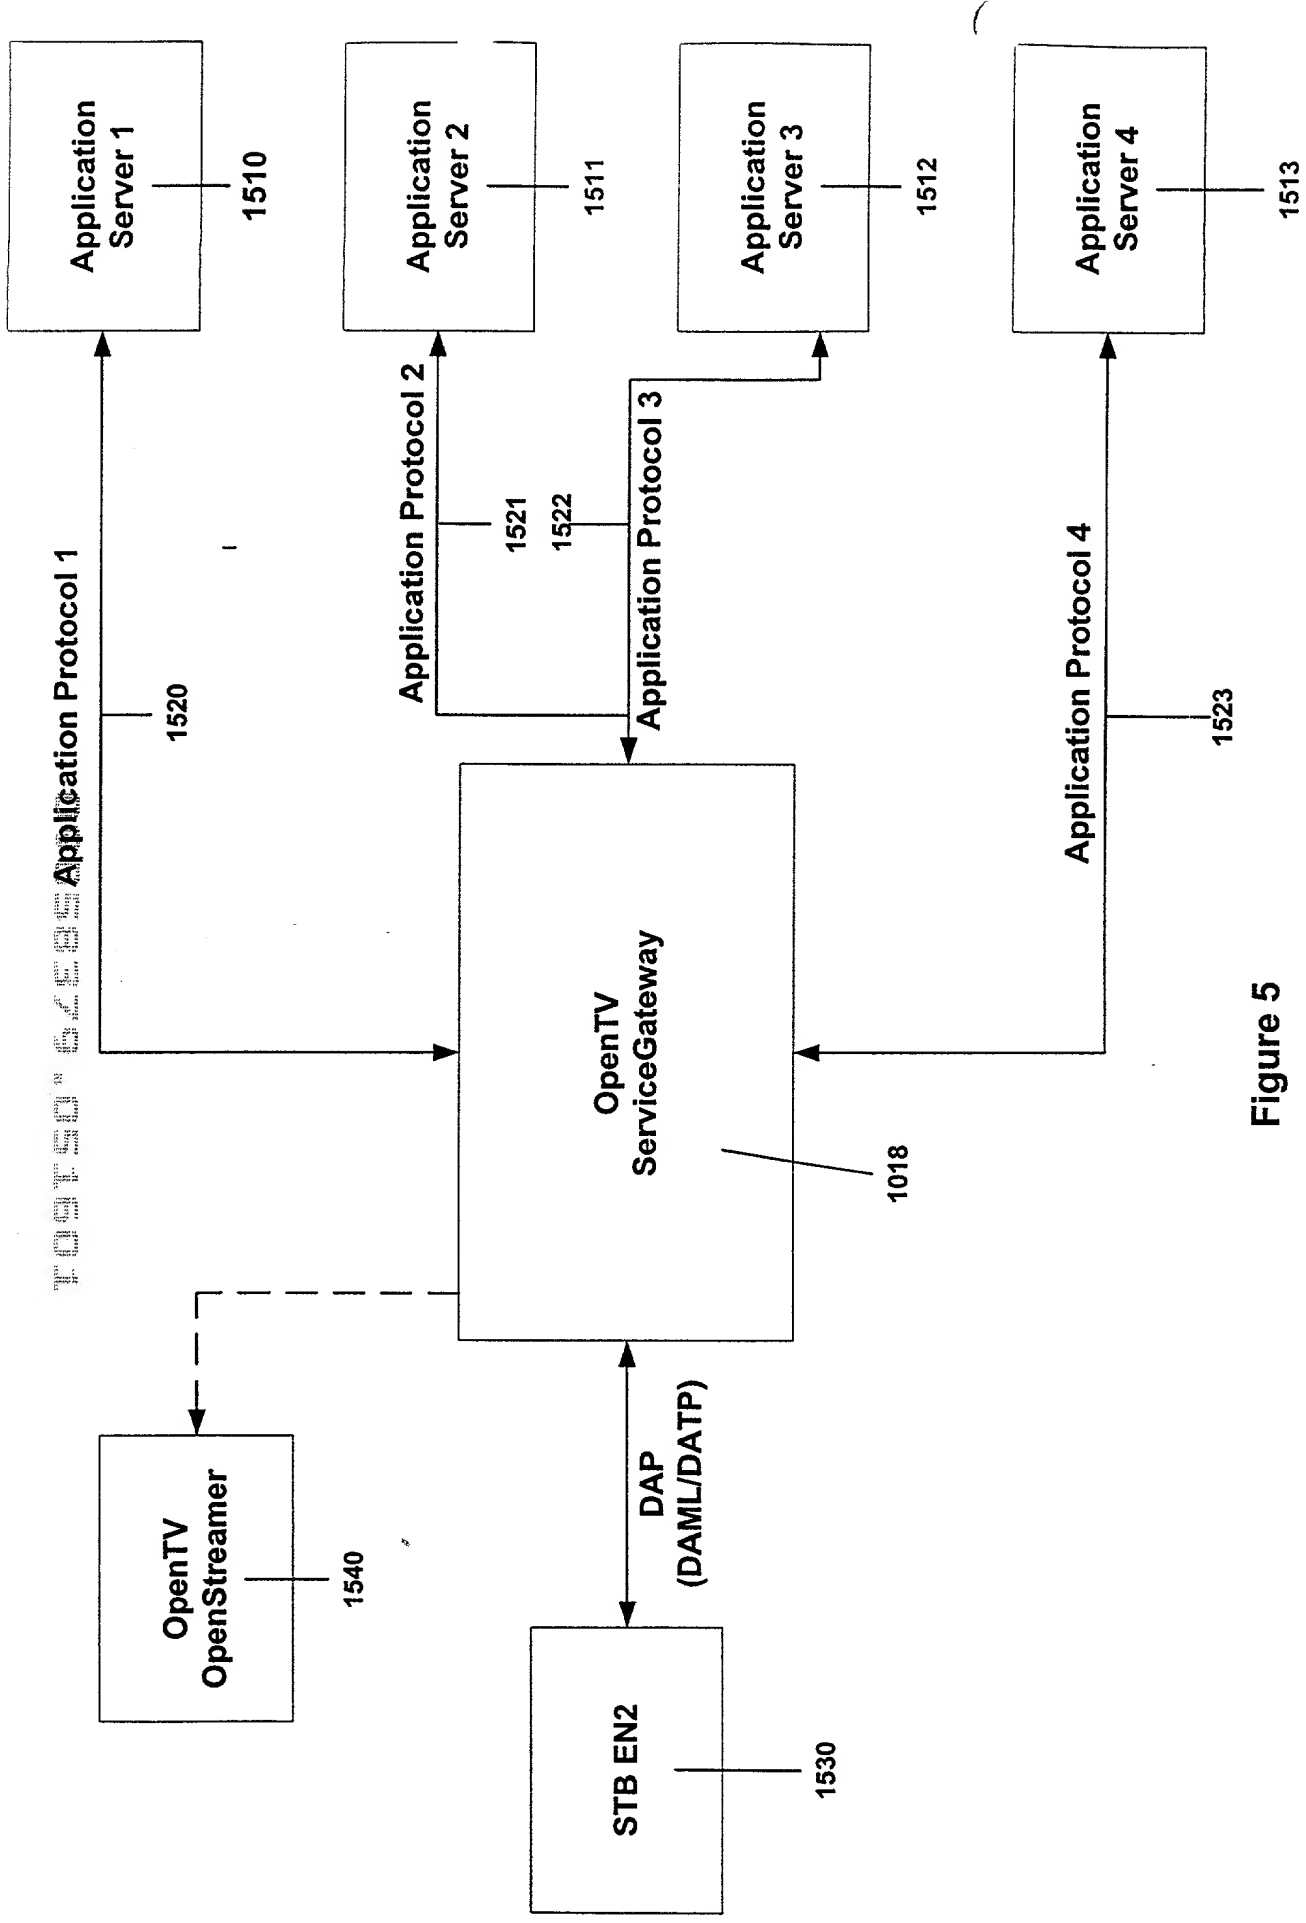 Application
Server 1
1510
Application
Server 2
1511
Application
Server 3
1512
Application
Server 4
1513
Application Protocol 1
1520
Application Protocol 2
1521
1522
Application Protocol 3
Application Protocol 4
1523
OpenTV
ServiceGateway
1018
OpenTV
OpenStreamer
1540
DAP
(DAML/DATP)
STB EN2
1530
Figure 5